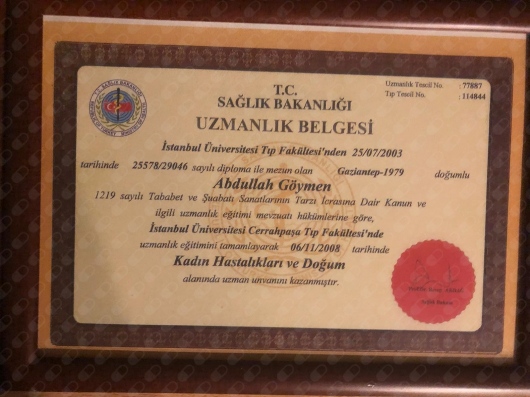 Uzmanlık Tescil No. : 77887
Tıp Tescil No. : 114844
T.C.
SAĞLIK BAKANLIĞI
UZMANLIK BELGESİ
İstanbul Üniversitesi Tıp Fakültesi'nden 25/07/2003
tarihinde 25578/29046 sayılı diploma ile mezun olan Gaziantep-1979 doğumlu
Abdullah Göymen
1219 sayılı Tababet ve Şuabatı Sanatlarının Tarzı İcrasına Dair Kanun ve
ilgili uzmanlık eğitimi mevzuatı hükümlerine göre,
İstanbul Üniversitesi Cerrahpaşa Tıp Fakültesi'nde
uzmanlık eğitimini tamamlayarak 06/11/2008 tarihinde
Kadın Hastalıkları ve Doğum
alanında uzman unvanını kazanmıştır.